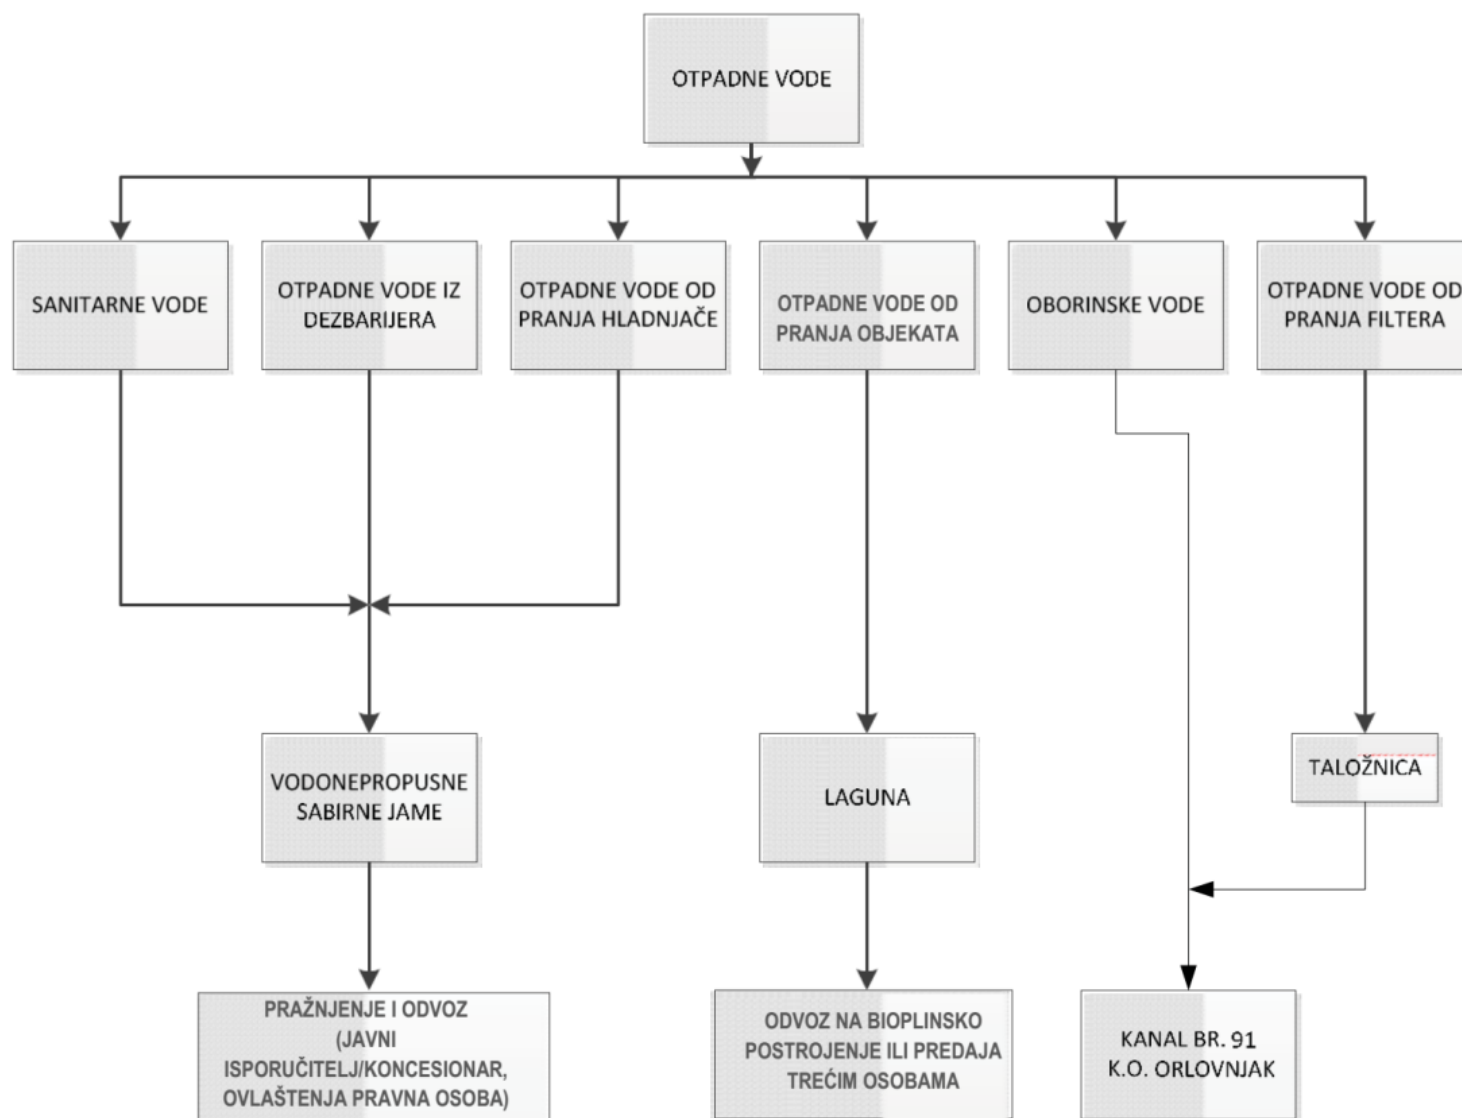 OTPADNE VODE
SANITARNE VODE
OTPADNE VODE IZ
DEZBARIJERA
OTPADNE VODE OD
PRANJA HLADNJAČE
OTPADNE VODE OD
PRANJA OBJEKATA
OBORINSKE VODE
OTPADNE VODE OD
PRANJA FILTERA
VODONEPROPUSNE
SABIRNE JAME
LAGUNA
TALOŽNICA
PRAŽNJENJE I ODVOZ
(JAVNI
ISPORUČITELJ/KONCESIONAR,
OVLAŠTENJA PRAVNA OSOBA)
ODVOZ NA BIOPLINSKO
POSTROJENJE ILI PREDAJA
TREĆIM OSOBAMA
KANAL BR. 91
K.O. ORLOVNJAK